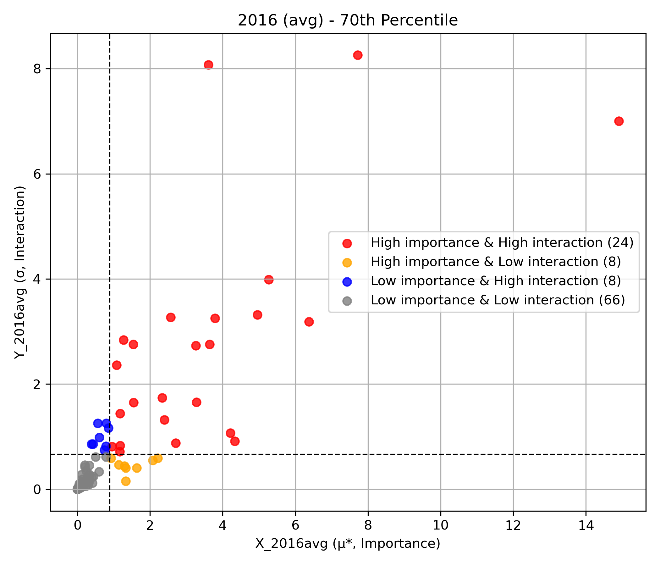 2016 (avg) - 70th Percentile
8
6
4
2
0
Y_2016avg (σ, Interaction)
High importance & High interaction (24)
High importance & Low interaction (8)
Low importance & High interaction (8)
Low importance & Low interaction (66)
0 2 4 6 8 10 12 14
X_2016avg (μ*, Importance)